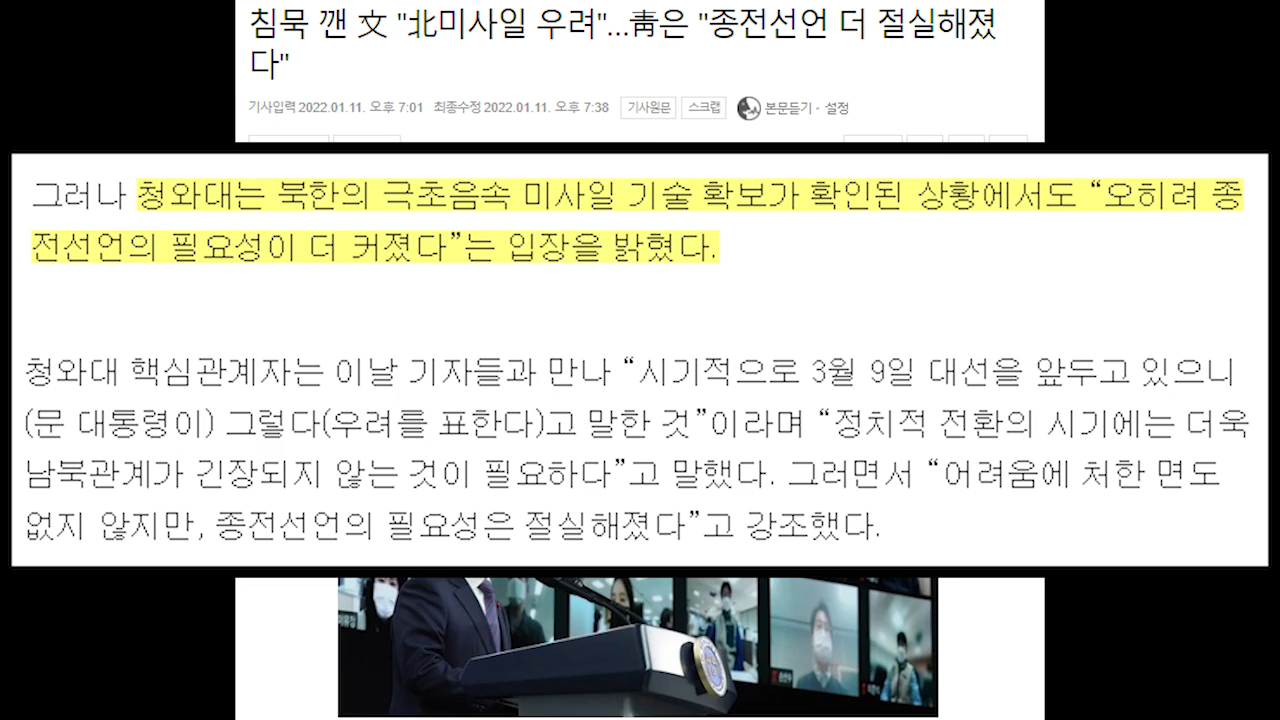 침묵 깬 文 "北미사일 우려"...靑은 "종전선언 더 절실해졌
다"
기사입력 2022.01.11. 오후 7:01 최종수정 2022.01.11. 오후 7:38 기사원문 스크랩 본문듣기 · 설정
그러나 청와대는 북한의 극초음속 미사일 기술 확보가 확인된 상황에서도 “오히려 종
전선언의 필요성이 더 커졌다”는 입장을 밝혔다.
청와대 핵심관계자는 이날 기자들과 만나 “시기적으로 3월 9일 대선을 앞두고 있으니
(문 대통령이) 그렇다(우려를 표한다)고 말한 것”이라며 “정치적 전환의 시기에는 더욱
남북관계가 긴장되지 않는 것이 필요하다”고 말했다. 그러면서 “어려움에 처한 면도
없지 않지만, 종전선언의 필요성은 절실해졌다”고 강조했다.